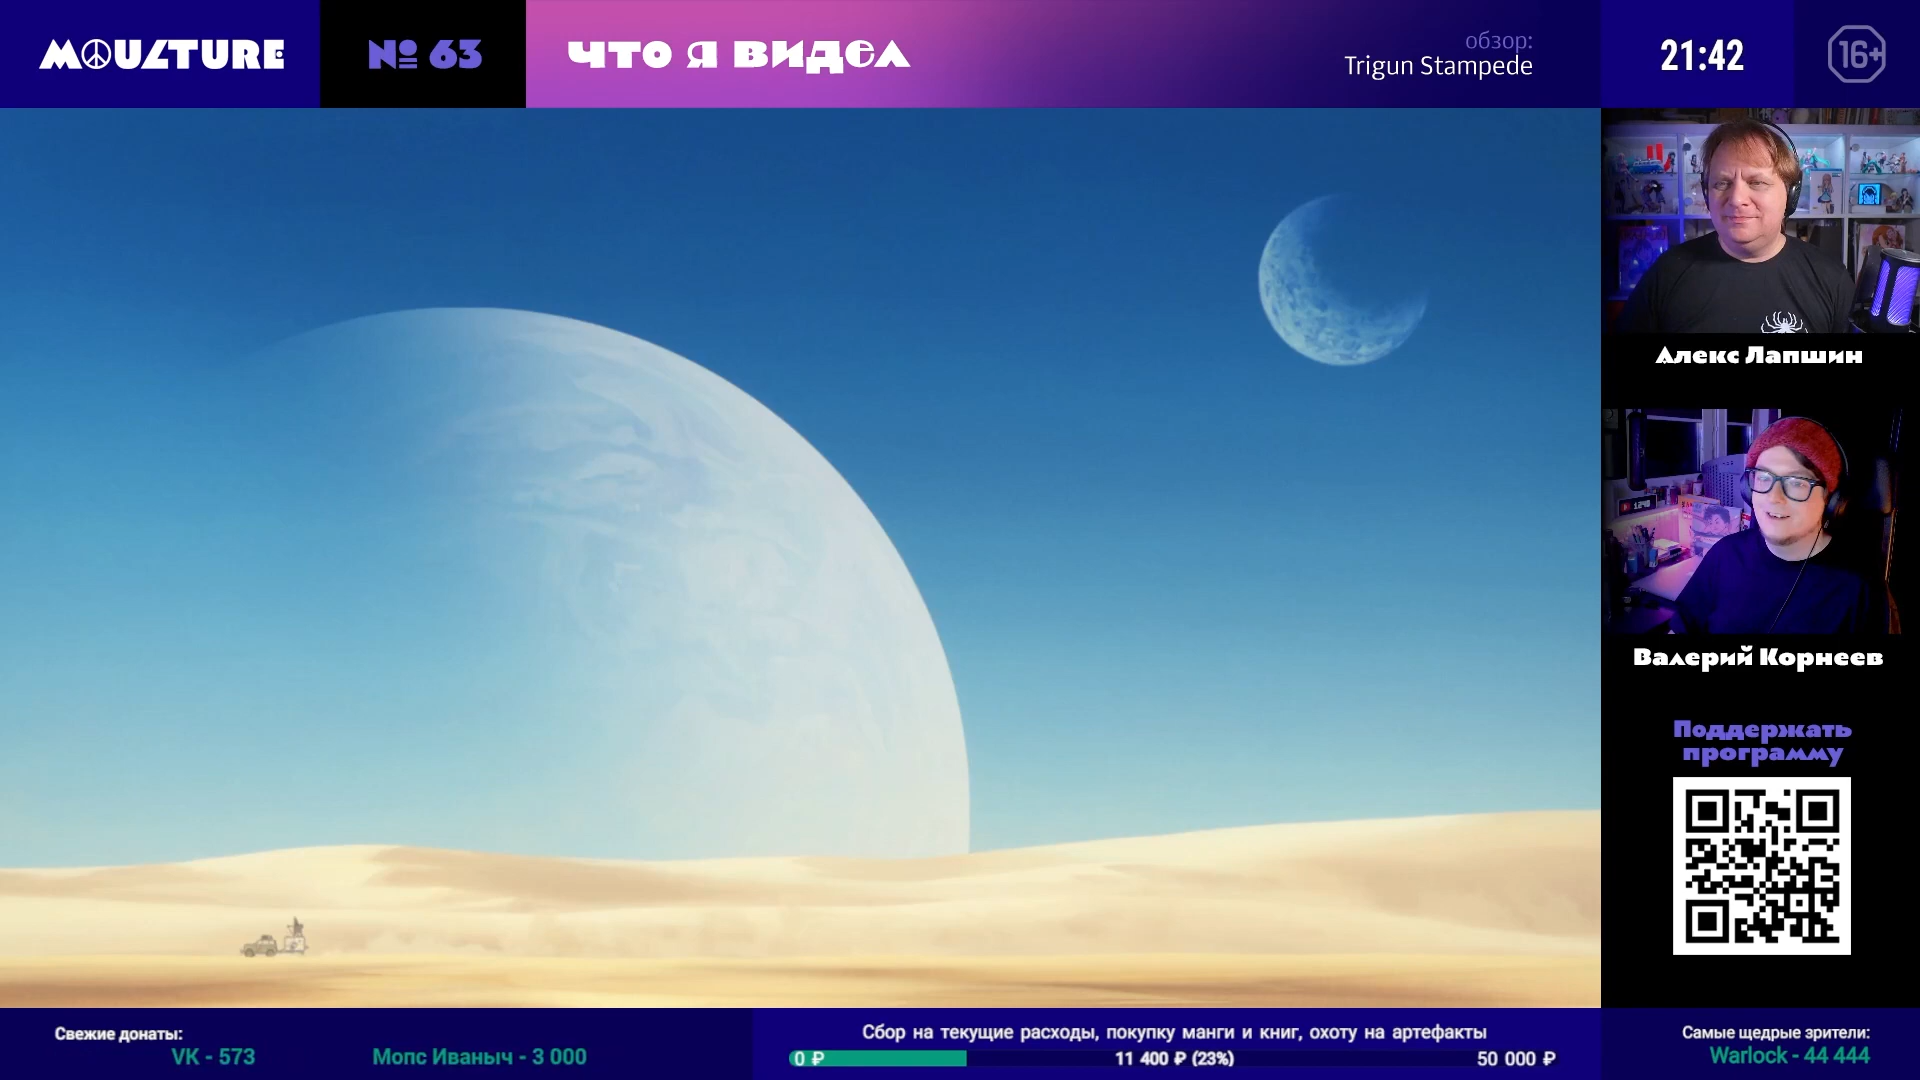 MOULTURE
№ 63
что я видел
обзор:
Trigun Stampede
21:42
16+
Алекс Лапшин
Валерий Корнеев
Поддержать
программу
Свежие донаты:
VK - 573
Мопс Иваныч - 3 000
Сбор на текущие расходы, покупку манги и книг, охоту на артефакты
0 ₽
11 400 ₽ (23%)
50 000 ₽
Самые щедрые зрители:
Warlock - 44 444